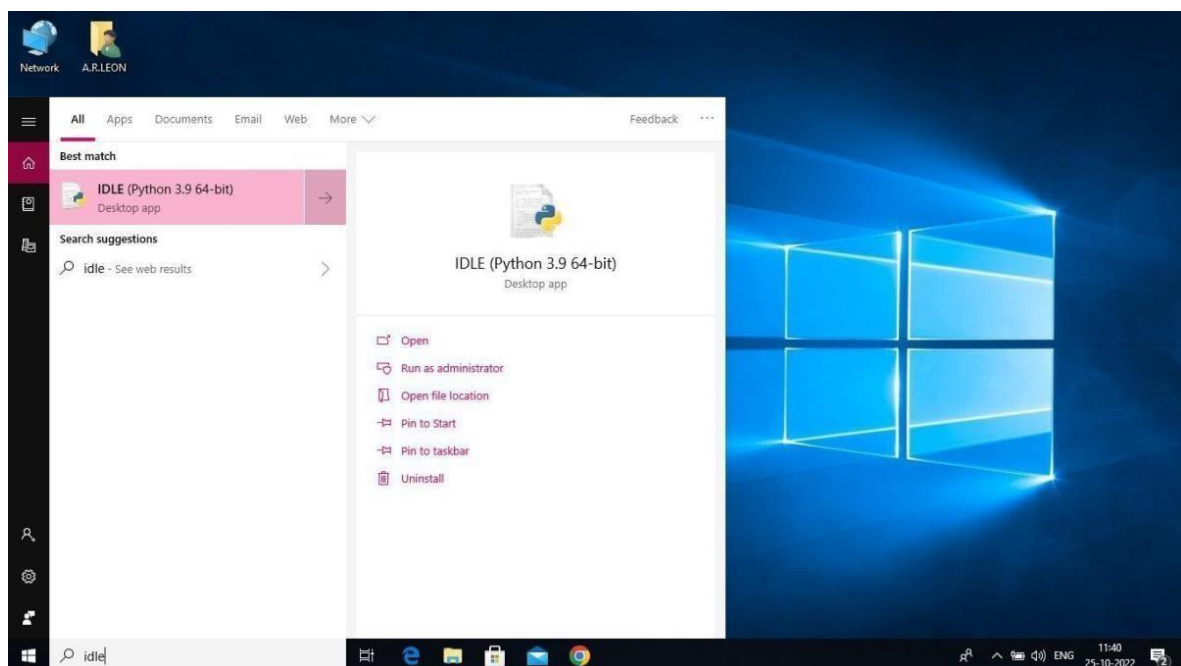 Network
A.R.LEON
All Apps Documents Email Web More Feedback ...
Best match
IDLE (Python 3.9 64-bit)
Desktop app
Search suggestions
idle - See web results
IDLE (Python 3.9 64-bit)
Desktop app
Open
Run as administrator
Open file location
Pin to Start
Pin to taskbar
Uninstall
idle
ENG
11:40
25-10-2022
2